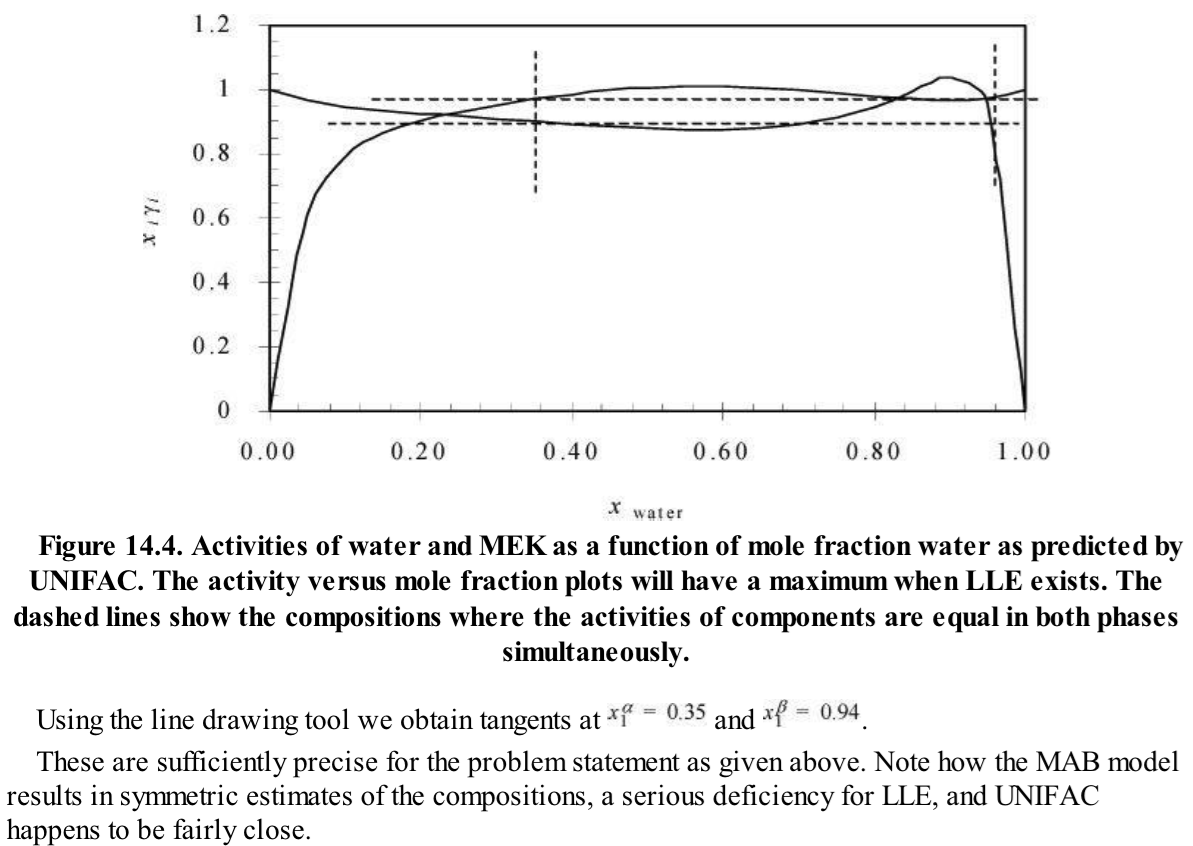 1.2
1
0.8
0.6
0.4
0.2
0
x i γi
0.00 0.20 0.40 0.60 0.80 1.00
x water
Figure 14.4. Activities of water and MEK as a function of mole fraction water as predicted by
UNIFAC. The activity versus mole fraction plots will have a maximum when LLE exists. The
dashed lines show the compositions where the activities of components are equal in both phases
simultaneously.
Using the line drawing tool we obtain tangents at x₁^α = 0.35 and x₁^β = 0.94.
These are sufficiently precise for the problem statement as given above. Note how the MAB model
results in symmetric estimates of the compositions, a serious deficiency for LLE, and UNIFAC
happens to be fairly close.